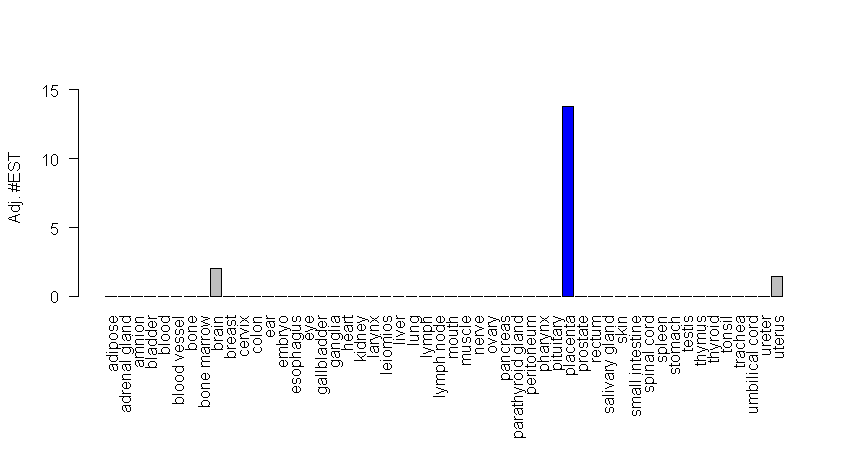 15
10
5
0
Adj. #EST
adipose
adrenal gland
amnion
bladder
blood
blood vessel
bone
bone marrow
brain
breast
cervix
colon
ear
embryo
esophagus
eye
gallbladder
ganglia
heart
kidney
larynx
leiomios
liver
lung
lymph
lymph node
mouth
muscle
nerve
ovary
pancreas
parathyroid gland
peritoneum
pharynx
pituitary
placenta
prostate
rectum
salivary gland
skin
small intestine
spinal cord
spleen
stomach
testis
thymus
thyroid
tonsil
trachea
umbilical cord
ureter
uterus